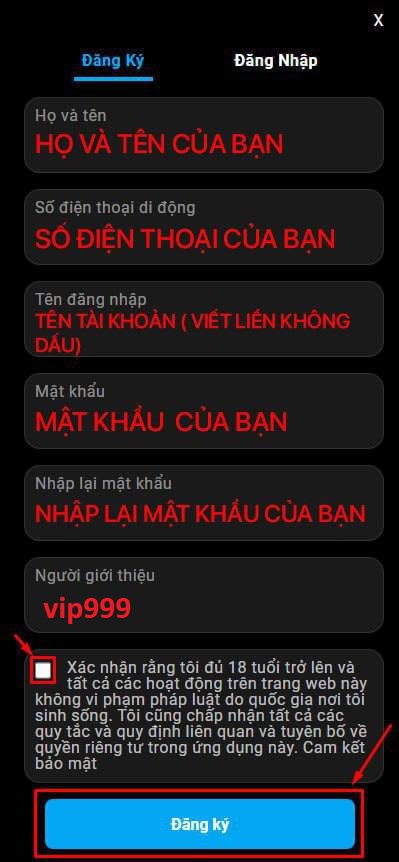 X
Đăng Ký Đăng Nhập
Họ và tên
HỌ VÀ TÊN CỦA BẠN
Số điện thoại di động
SỐ ĐIỆN THOẠI CỦA BẠN
Tên đăng nhập
TÊN TÀI KHOẢN ( VIẾT LIỀN KHÔNG
DẤU)
Mật khẩu
MẬT KHẨU CỦA BẠN
Nhập lại mật khẩu
NHẬP LẠI MẬT KHẨU CỦA BẠN
Người giới thiệu
vip999
Xác nhận rằng tôi đủ 18 tuổi trở lên và
tất cả các hoạt động trên trang web này
không vi phạm pháp luật do quốc gia nơi tôi
sinh sống. Tôi cũng chấp nhận tất cả các
quy tắc và quy định liên quan và tuyên bố về
quyền riêng tư trong ứng dụng này. Cam kết
bảo mật
Đăng ký